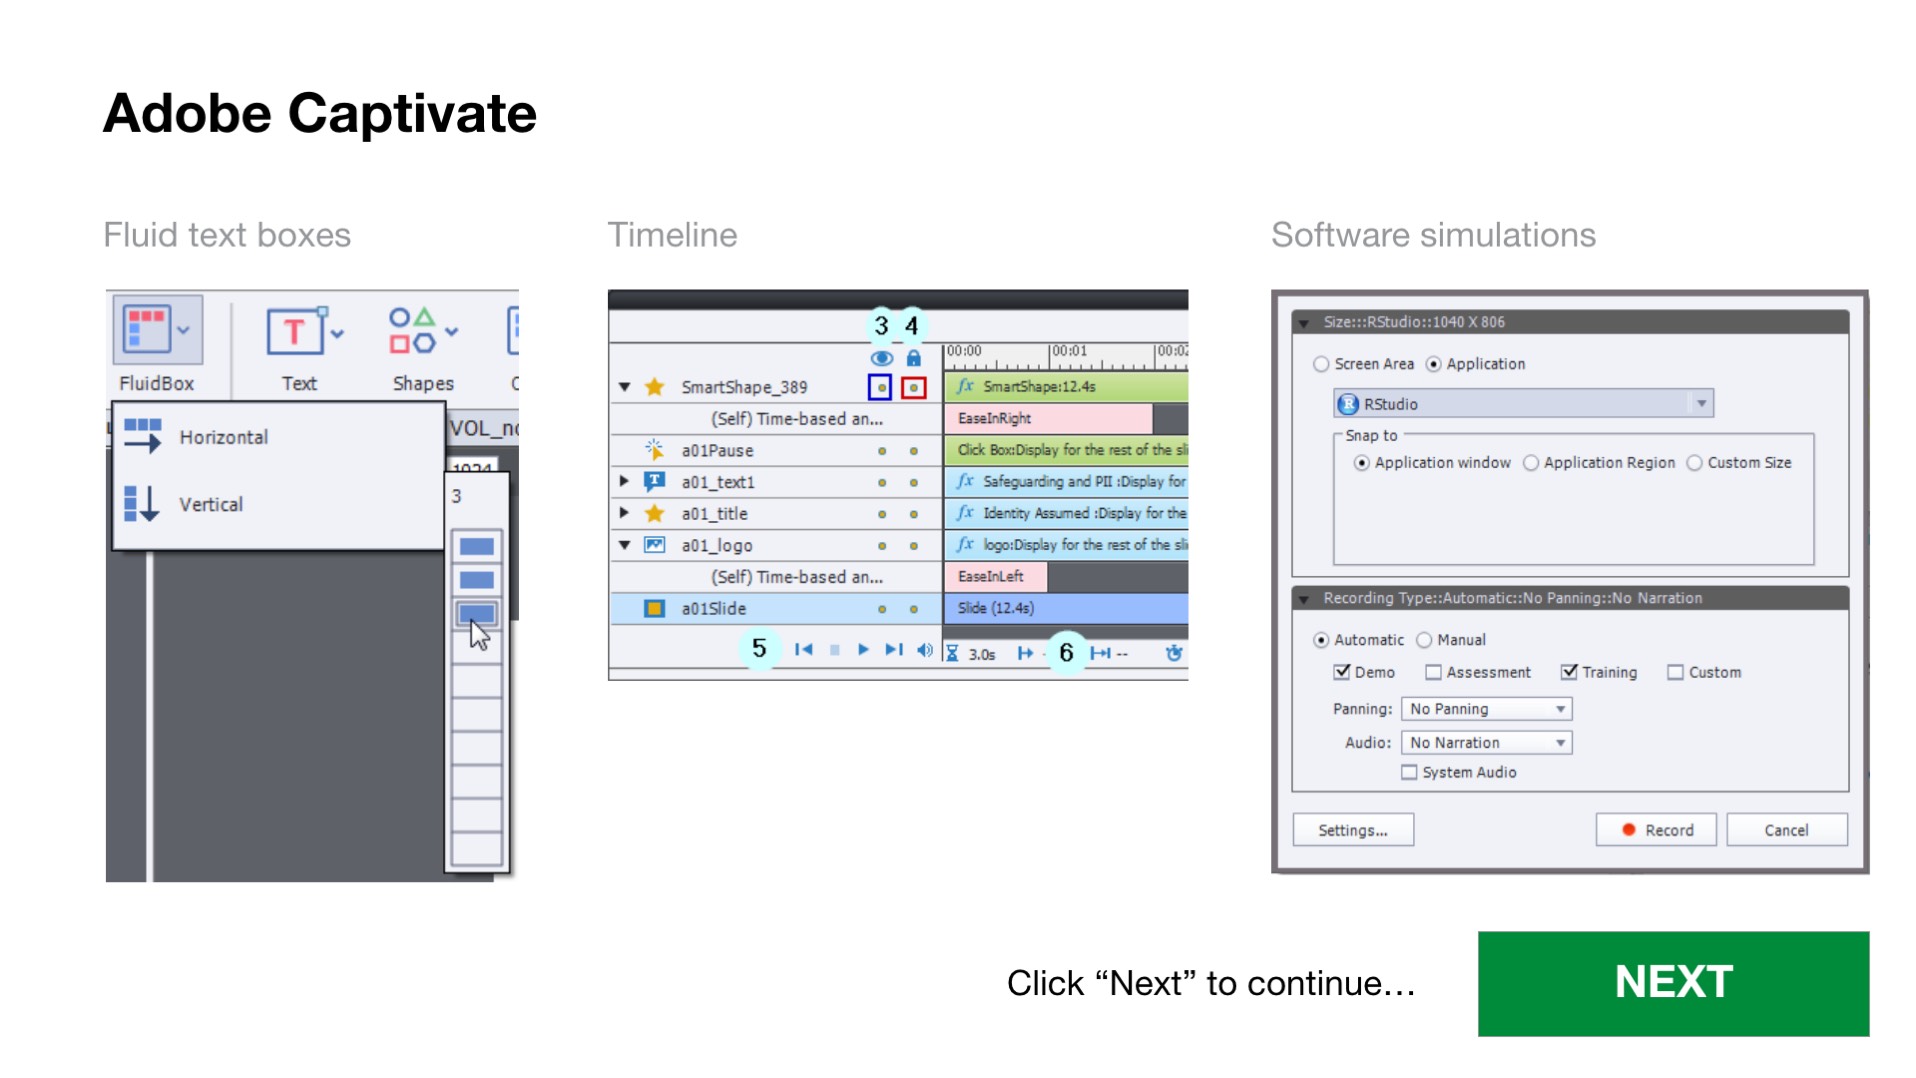 Adobe Captivate
Fluid text boxes
FluidBox
Text
Shapes
Horizontal
Vertical
VOL_no
3
Timeline
3 4
00:00 00:01 00:02
SmartShape_389
fx SmartShape:12.4s
(Self) Time-based an...
EaseInRight
a01Pause
Click Box:Display for the rest of the sli
a01_text1
fx Safeguarding and PII :Display for
a01_title
fx Identity Assumed :Display for the
a01_logo
fx logo:Display for the rest of the sli
(Self) Time-based an...
EaseInLeft
a01Slide
Slide (12.4s)
5
3.0s
6
--
Software simulations
Size:::RStudio::1040 X 806
Screen Area Application
R RStudio
Snap to
Application window Application Region Custom Size
Recording Type::Automatic::No Panning::No Narration
Automatic Manual
Demo Assessment Training Custom
Panning: No Panning
Audio: No Narration
System Audio
Settings... Record Cancel
Click “Next” to continue…
NEXT